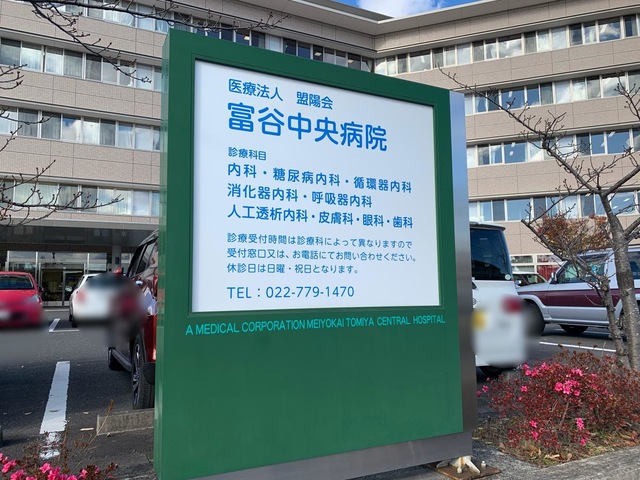 医療法人　盟陽会
富谷中央病院
診療科目
内科・糖尿病内科・循環器内科
消化器内科・呼吸器内科
人工透析内科・皮膚科・眼科・歯科
診療受付時間は診療科によって異なりますので
受付窓口又は、お電話にてお問い合わせください。
休診日は日曜・祝日となります。
TEL：022-779-1470
A MEDICAL CORPORATION MEIYOKAI TOMIYA CENTRAL HOSPITAL